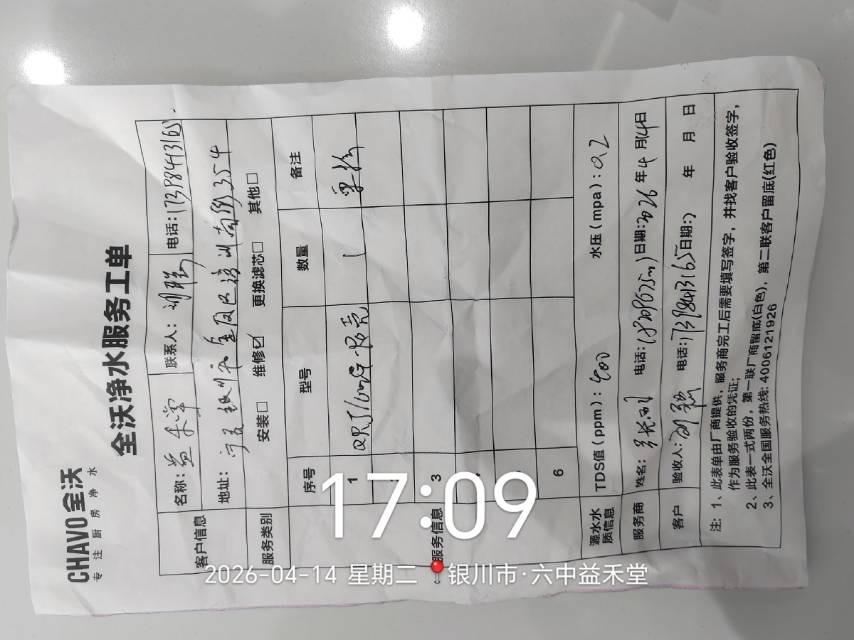 CHAVO全沃
专注厨房净水
全沃净水服务工单
客户信息
名称: 益禾堂 联系人: 电话: 17398413165
地址: 宁夏银川市金凤区 354
服务类别 安装□ 维修☑ 更换滤芯□ 其他□
服务信息
序号 型号 数量 备注
1 1
3
6
源水水质信息 TDS值(ppm): 400 水压(mpa): 0.2
服务商 姓名: 电话: 日期: 2026年4月14日
客户 验收人: 电话: 17398413165 日期: 年 月 日
注: 1、此表单由厂商提供,服务商完工后需要填写签字,并找客户验收签字,
作为服务验收的凭证;
2、此表一式两份,第一联厂商留底(白色),第二联客户留底(红色)
3、全沃全国服务热线: 4006121926
17:09
2026-04-14 星期二 银川市·六中益禾堂